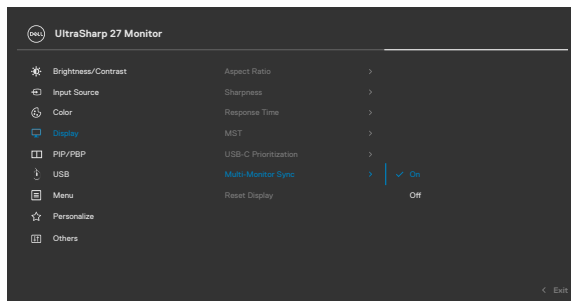 DELL UltraSharp 27 Monitor
Brightness/Contrast Aspect Ratio >
Input Source Sharpness >
Color Response Time >
Display MST >
PIP/PBP USB-C Prioritization >
USB Multi-Monitor Sync > ✓ On
Menu Reset Display Off
Personalize
Others
< Exit